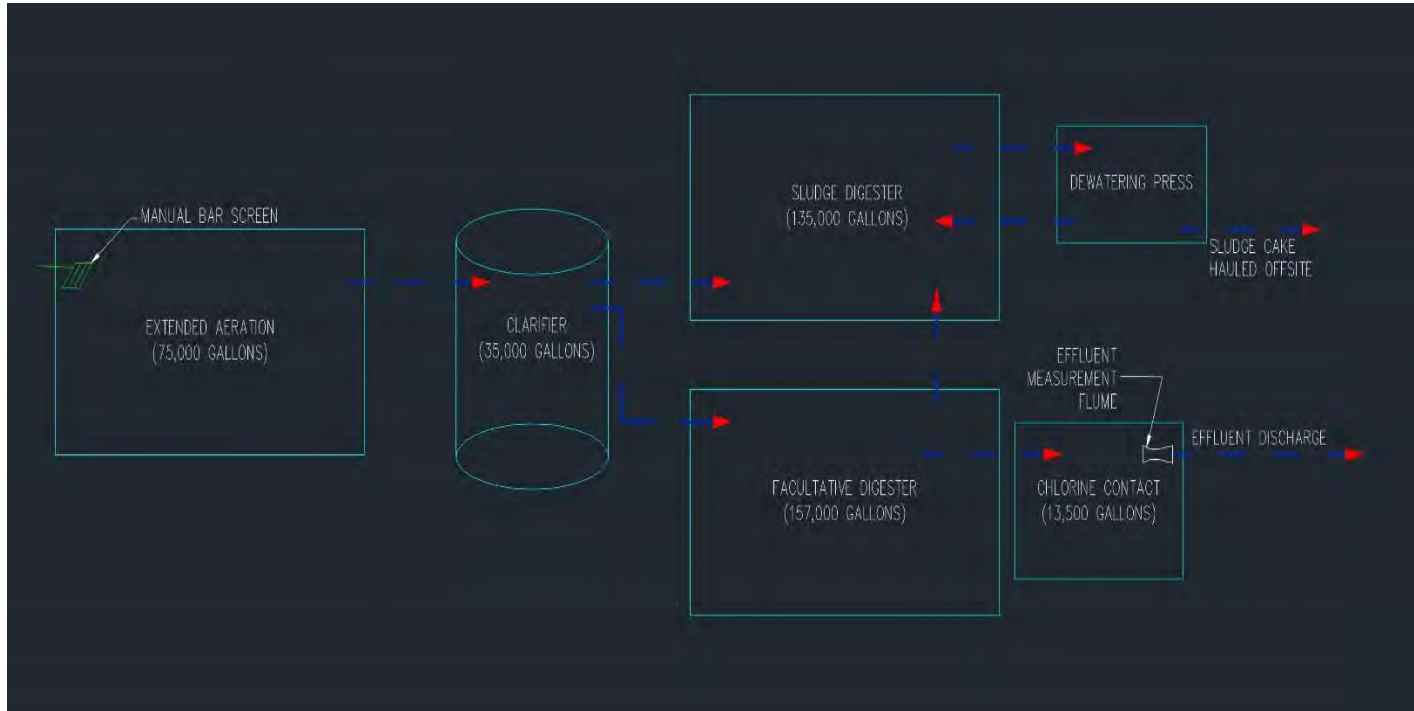 MANUAL BAR SCREEN
EXTENDED AERATION
(75,000 GALLONS)
CLARIFIER
(35,000 GALLONS)
SLUDGE DIGESTER
(135,000 GALLONS)
DEWATERING PRESS
SLUDGE CAKE
HAULED OFFSITE
FACULTATIVE DIGESTER
(157,000 GALLONS)
EFFLUENT
MEASUREMENT
FLUME
EFFLUENT DISCHARGE
CHLORINE CONTACT
(13,500 GALLONS)